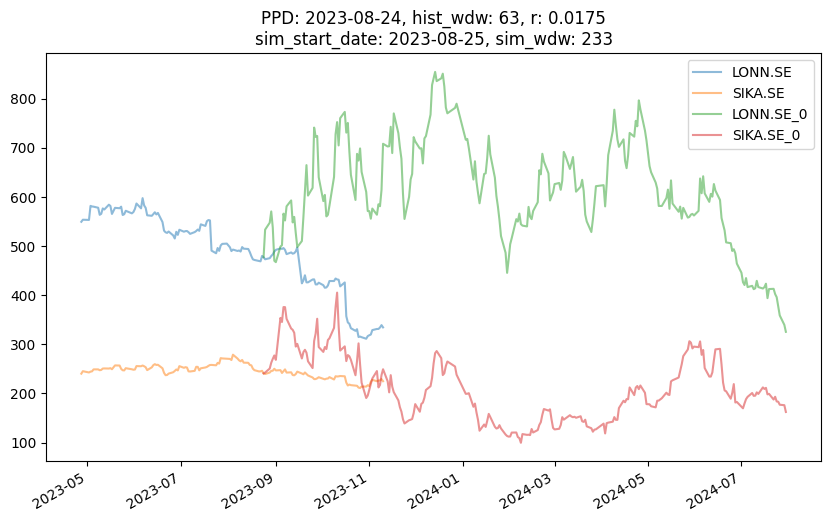 PPD: 2023-08-24, hist_wdw: 63, r: 0.0175
sim_start_date: 2023-08-25, sim_wdw: 233
LONN.SE
SIKA.SE
LONN.SE_0
SIKA.SE_0
800
700
600
500
400
300
200
100
2023-05
2023-07
2023-09
2023-11
2024-01
2024-03
2024-05
2024-07